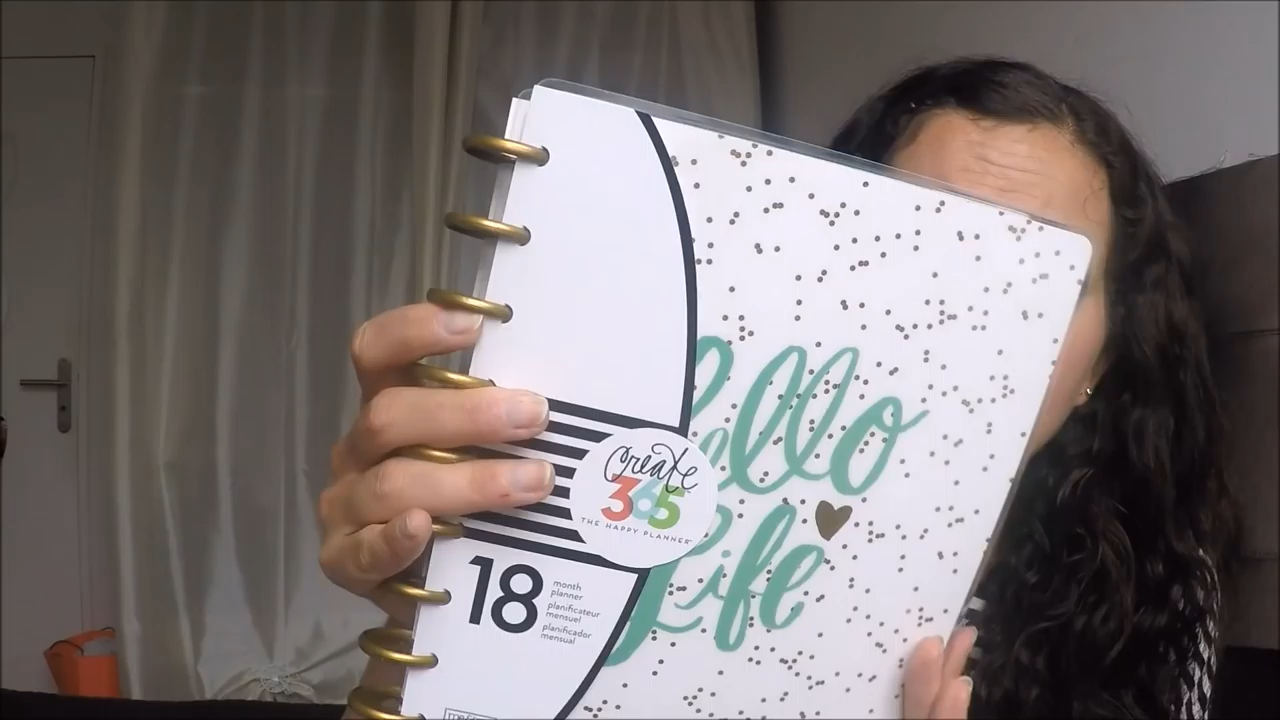 ello
Life
Create
365
THE HAPPY PLANNER
18
month
planner
planificateur
mensuel
planificador
mensual